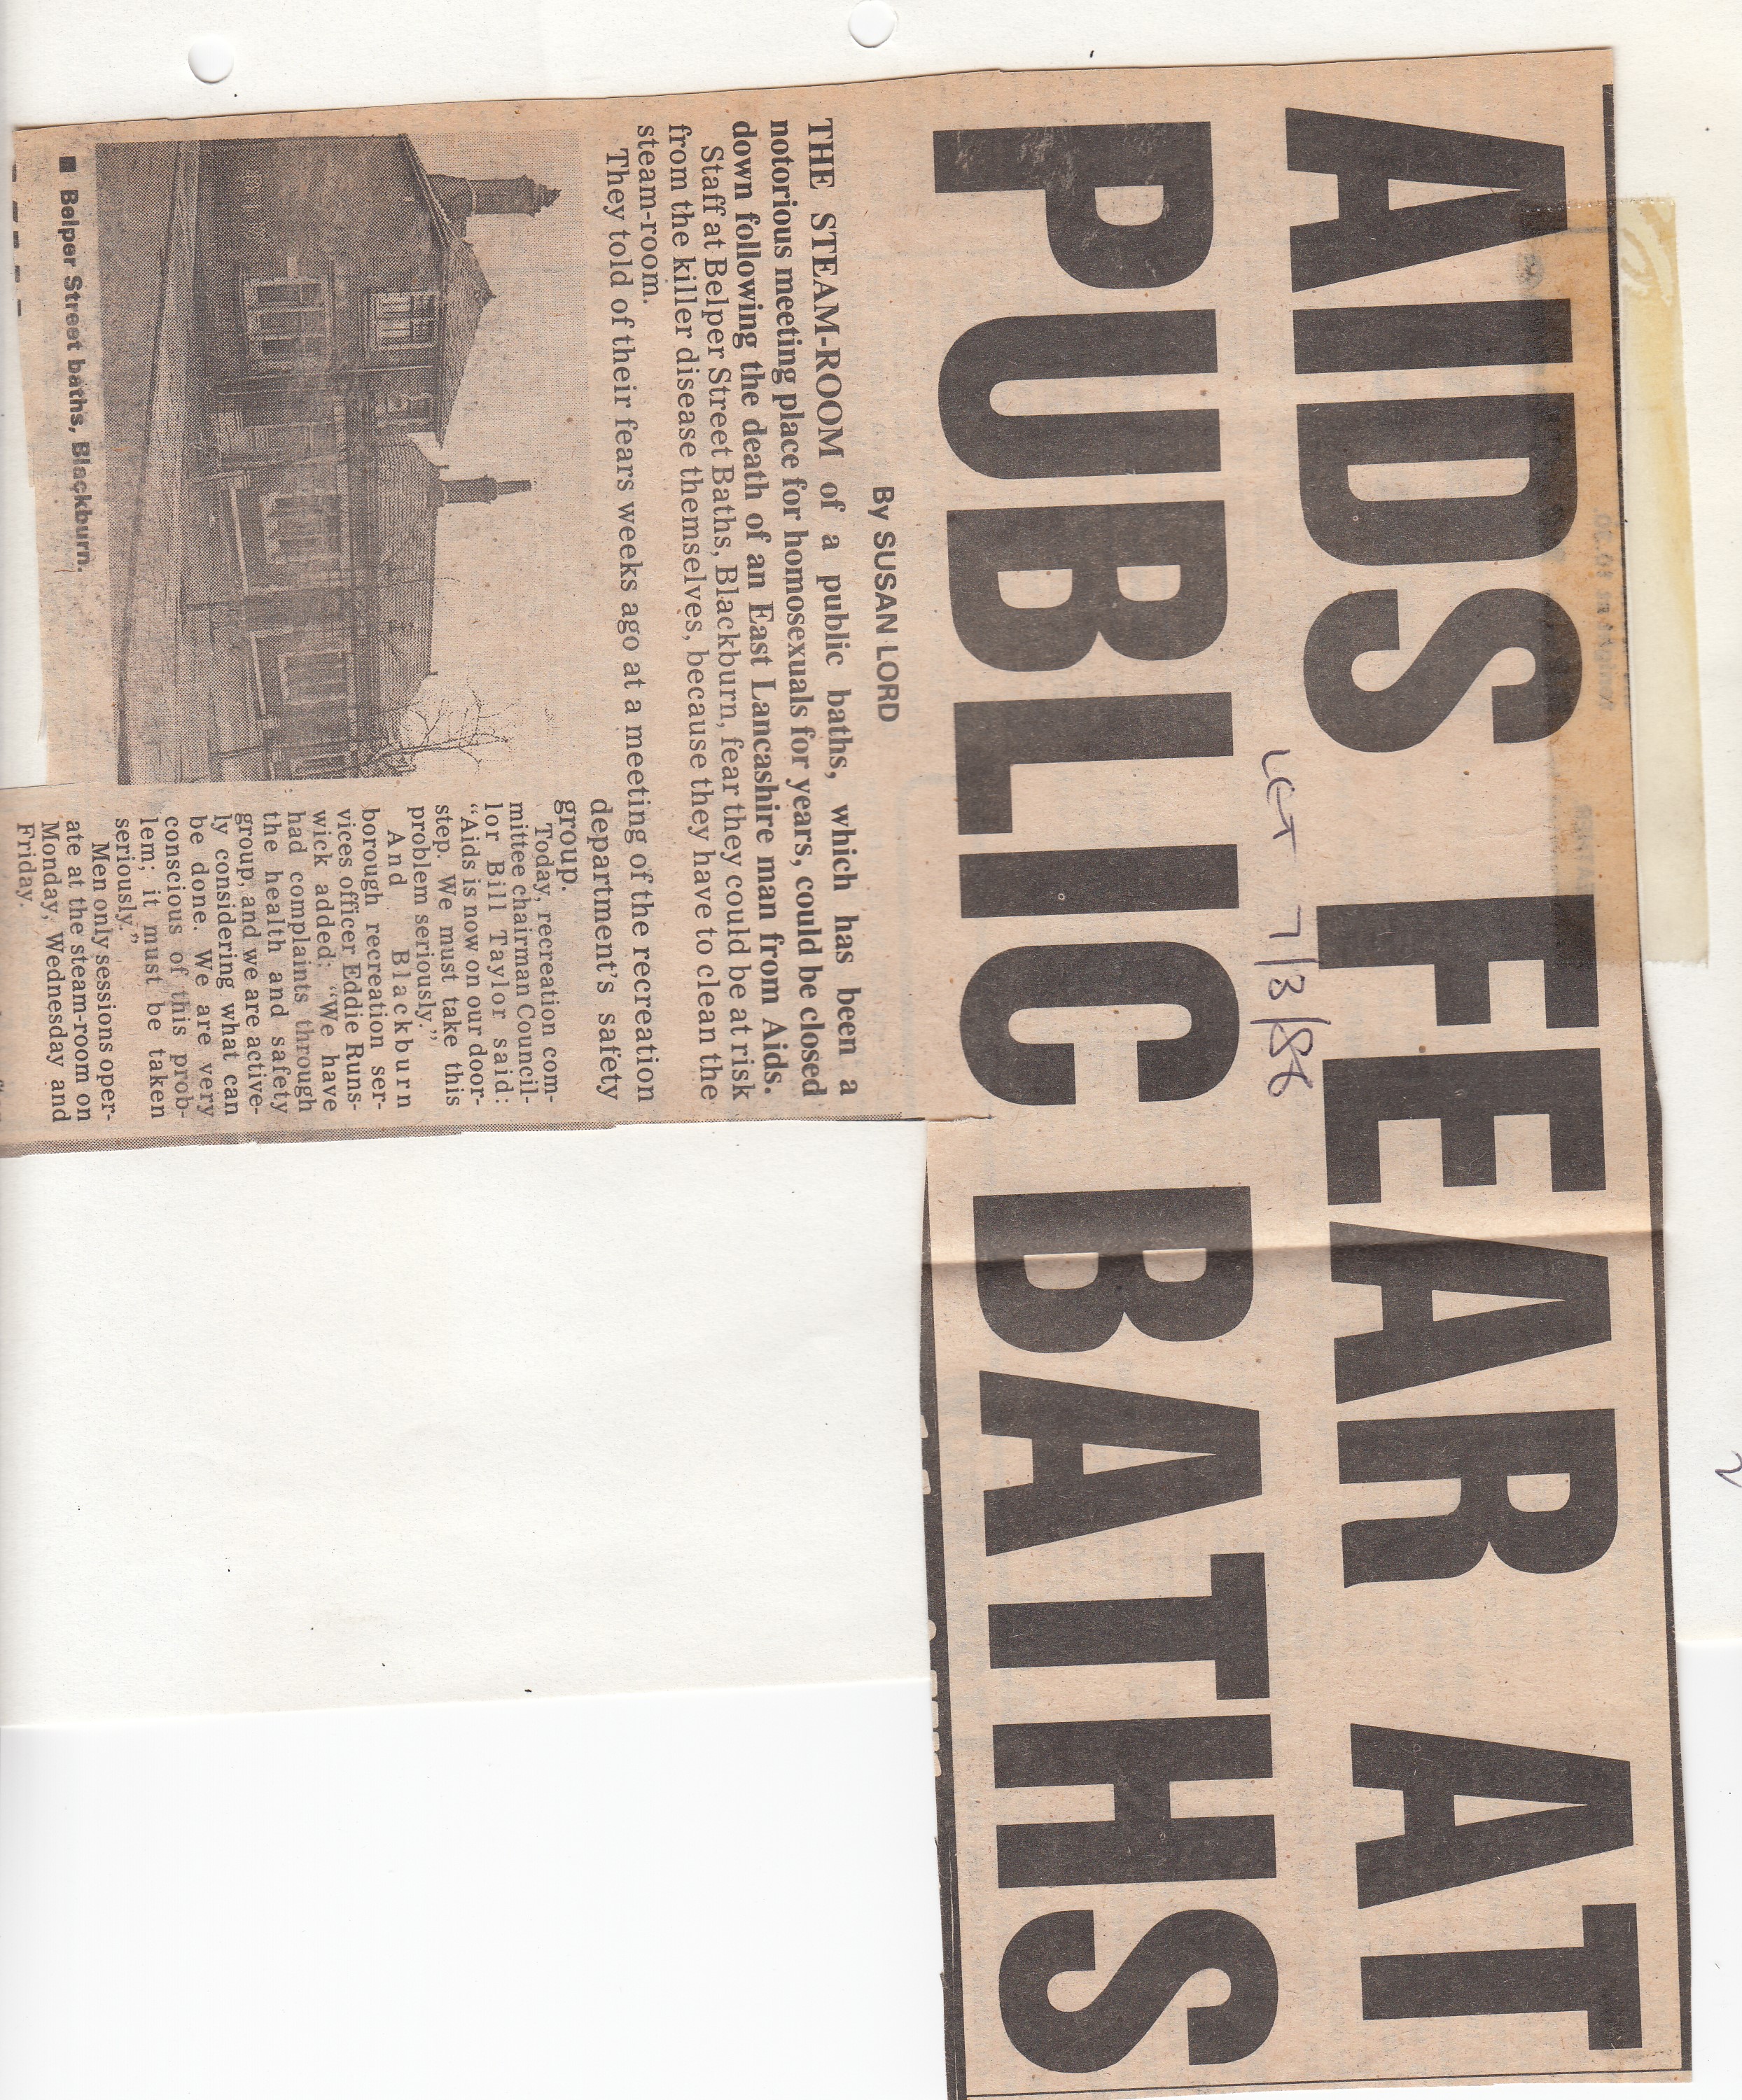 AIDS FEAR AT
PUBLIC BATHS
LET 7/3/86
By SUSAN LORD
THE STEAM-ROOM of a public baths, which has been a
notorious meeting place for homosexuals for years, could be closed
down following the death of an East Lancashire man from Aids.
Staff at Belper Street Baths, Blackburn, fear they could be at risk
from the killer disease themselves, because they have to clean the
steam-room.
They told of their fears weeks ago at a meeting of the recreation
department's safety
group.
Today, recreation com-
mittee chairman Council-
lor Bill Taylor said:
"Aids is now on our door-
step. We must take this
problem seriously."
And Blackburn
borough recreation ser-
vices officer Eddie Runs-
wick added: "We have
had complaints through
the health and safety
group, and we are active-
ly considering what can
be done. We are very
conscious of this prob-
lem; it must be taken
seriously."
Men only sessions oper-
ate at the steam-room on
Monday, Wednesday and
Friday.
■ Belper Street baths, Blackburn.
2